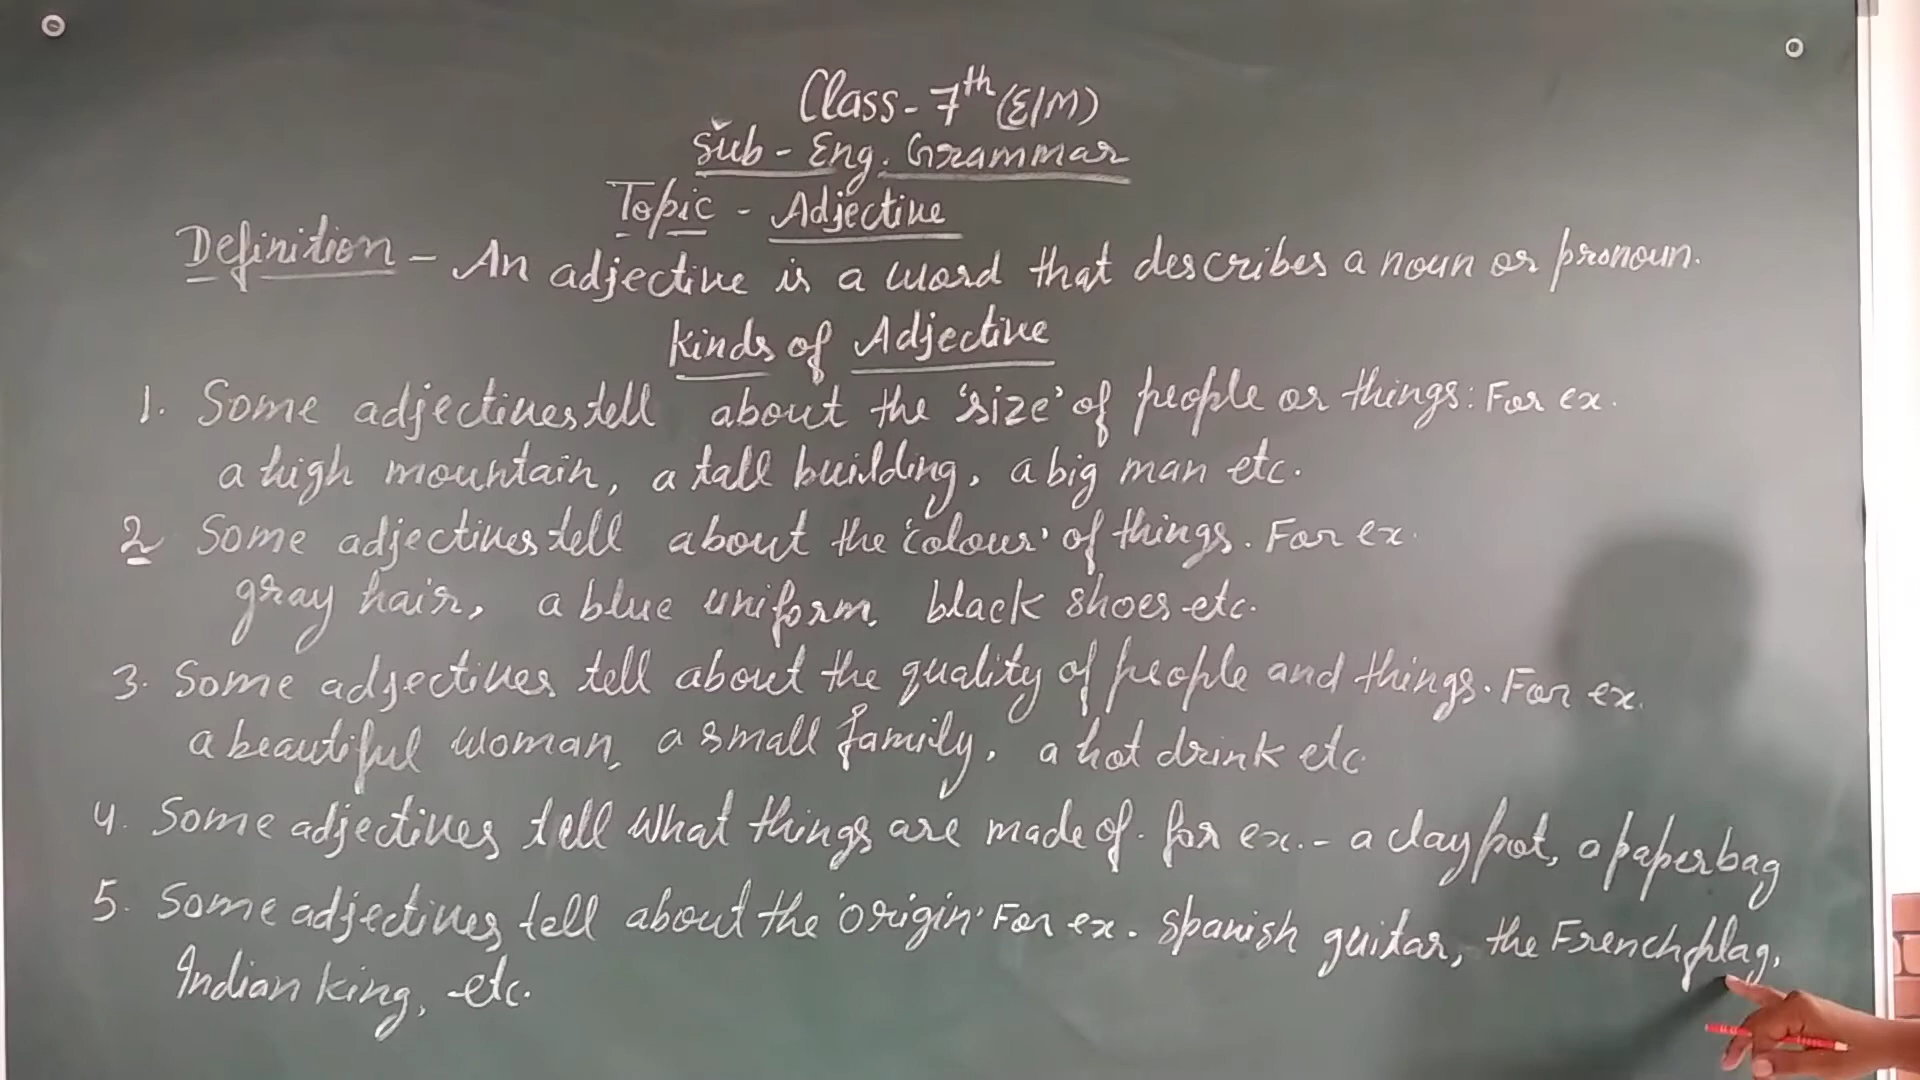 Class - 7th (E/M)
Sub - Eng. Grammar
Topic - Adjective
Definition - An adjective is a word that describes a noun or pronoun.
Kinds of Adjective
1. Some adjectives tell about the 'size' of people or things: For ex.
a high mountain, a tall building, a big man etc.
2 Some adjectives tell about the 'colour' of things. For ex.
gray hair, a blue uniform, black shoes etc.
3. Some adjectives tell about the quality of people and things. For ex.
a beautiful woman, a small family, a hot drink etc.
4. Some adjectives tell what things are made of. for ex. - a clay pot, a paper bag
5. Some adjectives tell about the 'origin' For ex. Spanish guitar, the French flag,
Indian king, etc.